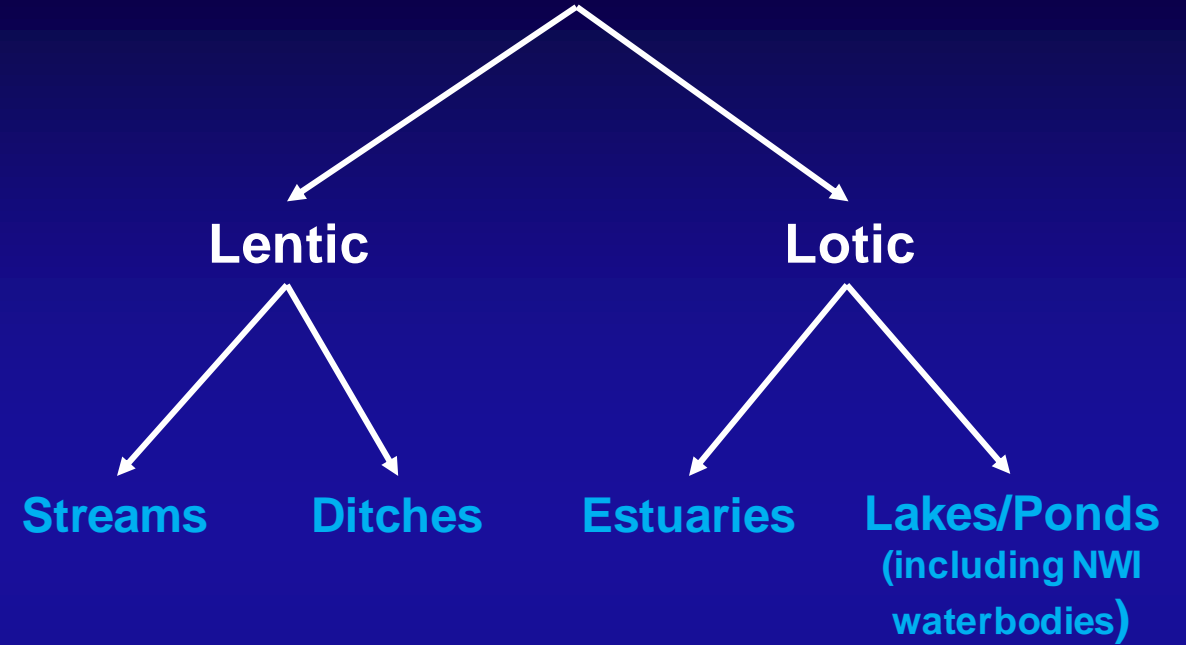 Lentic
Lotic
Streams
Ditches
Estuaries
Lakes/Ponds
(including NWI
waterbodies)